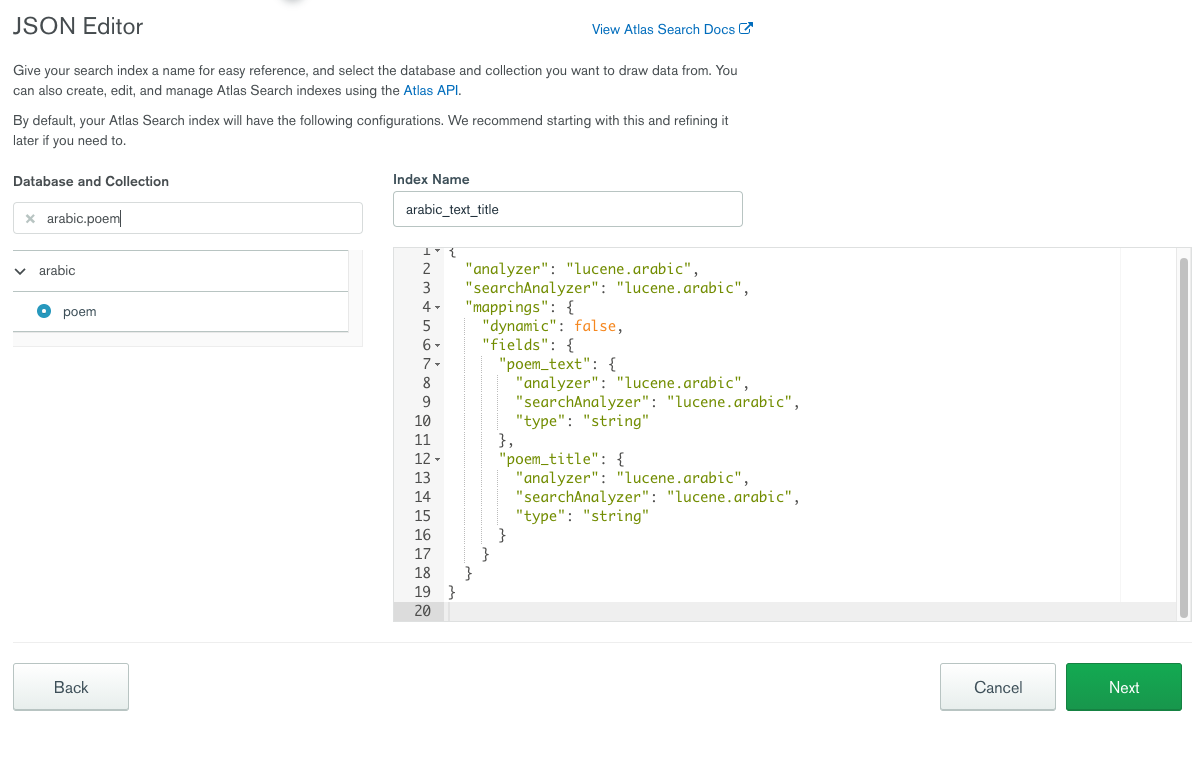 JSON Editor
View Atlas Search Docs
Give your search index a name for easy reference, and select the database and collection you want to draw data from. You
can also create, edit, and manage Atlas Search indexes using the Atlas API.
By default, your Atlas Search index will have the following configurations. We recommend starting with this and refining it
later if you need to.
Database and Collection
arabic.poem
arabic
poem
Index Name
arabic_text_title
1 {
2 "analyzer": "lucene.arabic",
3 "searchAnalyzer": "lucene.arabic",
4 "mappings": {
5 "dynamic": false,
6 "fields": {
7 "poem_text": {
8 "analyzer": "lucene.arabic",
9 "searchAnalyzer": "lucene.arabic",
10 "type": "string"
11 },
12 "poem_title": {
13 "analyzer": "lucene.arabic",
14 "searchAnalyzer": "lucene.arabic",
15 "type": "string"
16 }
17 }
18 }
19 }
20
Back
Cancel
Next